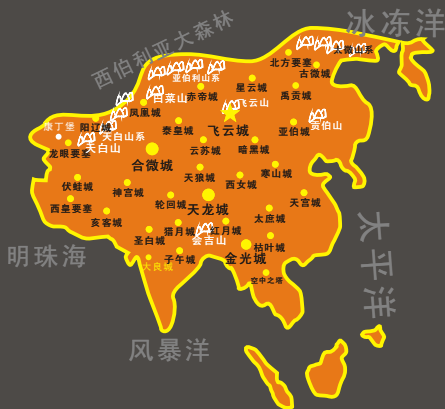 冰冻洋
西伯利亚大森林
太微山系
北方要塞
古微城
亚伯利山系
星云城
禹贡城
白莱山
赤帝城
飞云山
凤凰城
贡伯山
康丁堡
阳辽城
秦皇城
飞云城
亚伯城
天白山系
天白山
云苏城
暗黑城
龙眼要塞
合微城
天狼城
寒山城
伏蛙城
神宫城
西女城
轮回城
天宫城
西皇要塞
天龙城
亥客城
太庶城
太平洋
猎月城
红月城
圣白城
会吉山
枯叶城
明珠海
子午城
金光城
大良城
空中之塔
风暴洋